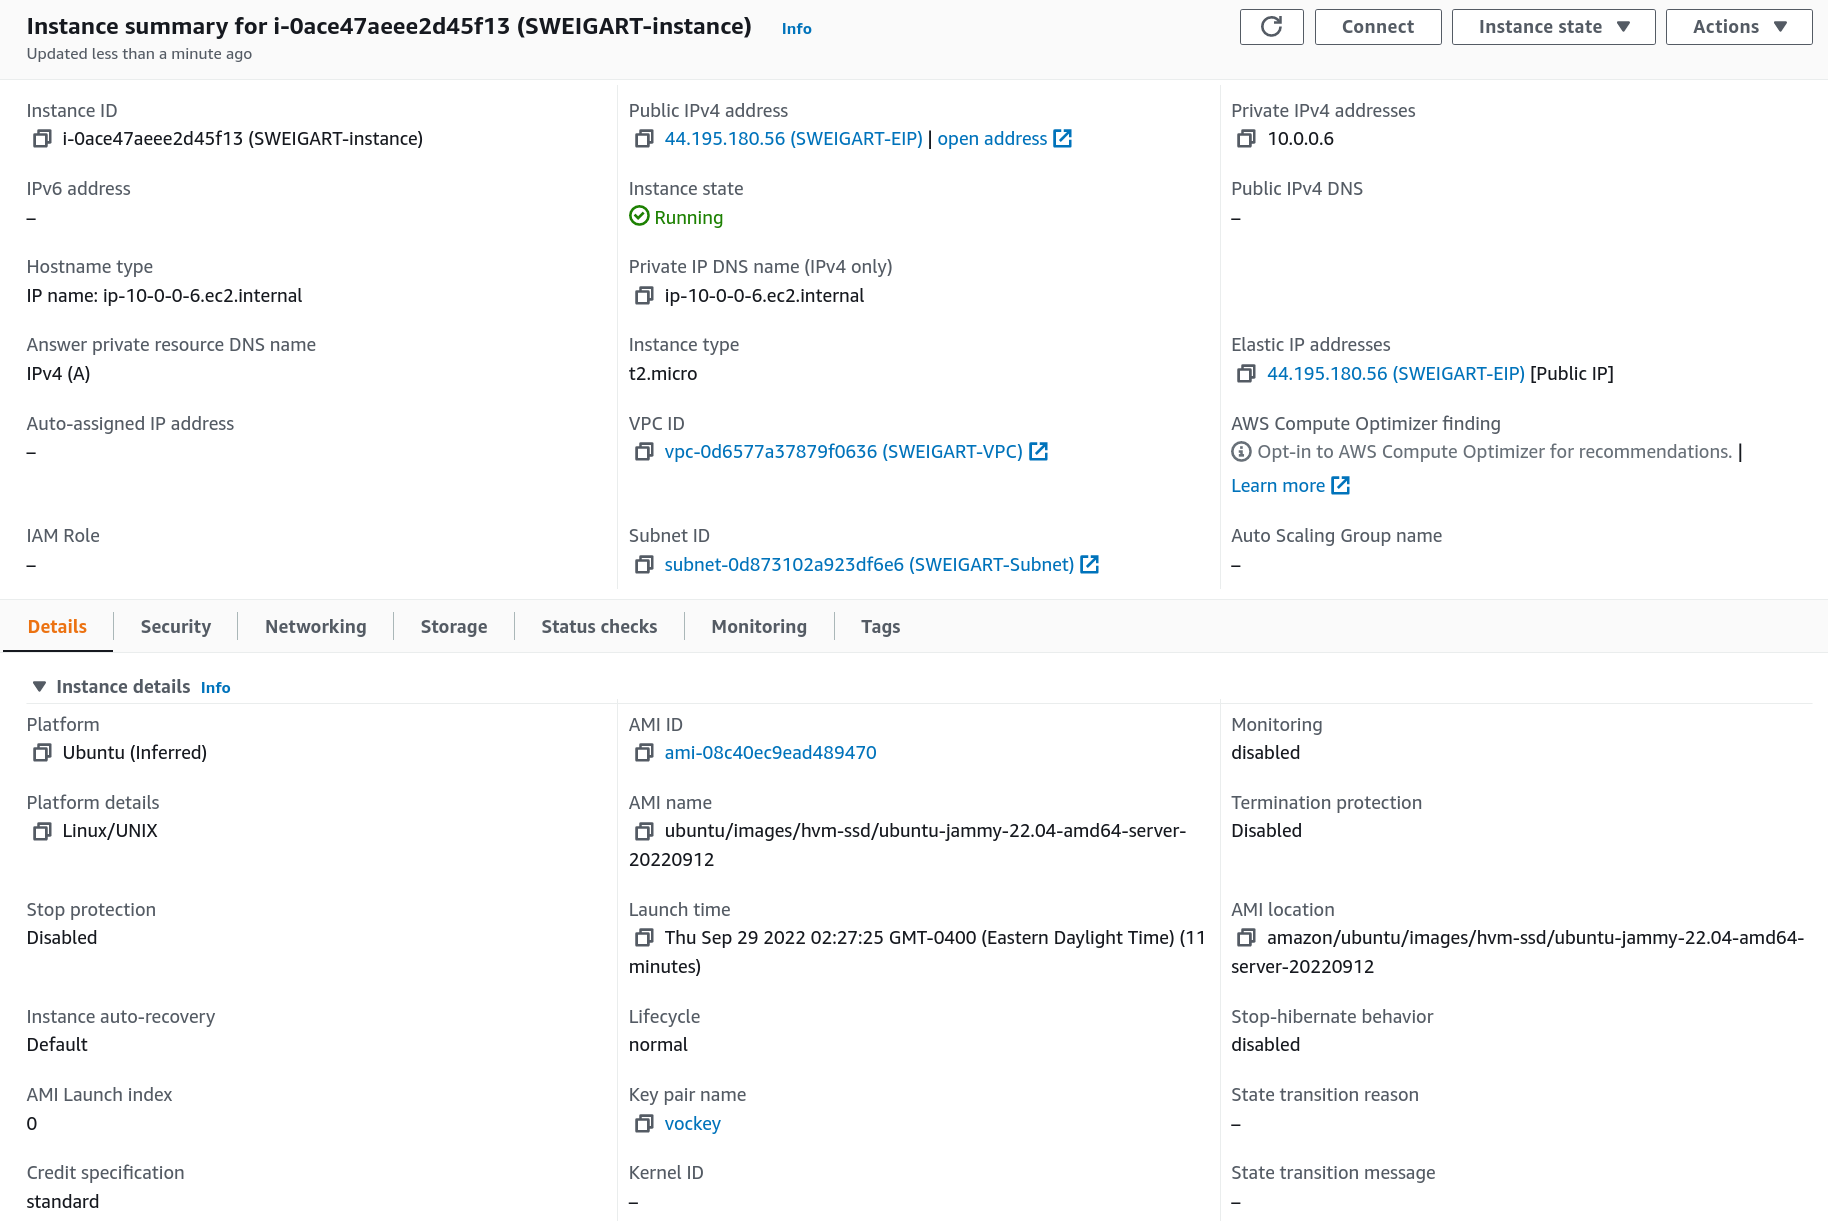 Instance summary for i-0ace47aeee2d45f13 (SWEIGART-instance) Info
Updated less than a minute ago
Connect
Instance state
Actions
Instance ID
i-0ace47aeee2d45f13 (SWEIGART-instance)
Public IPv4 address
44.195.180.56 (SWEIGART-EIP) | open address
Private IPv4 addresses
10.0.0.6
IPv6 address
–
Instance state
Running
Public IPv4 DNS
–
Hostname type
IP name: ip-10-0-0-6.ec2.internal
Private IP DNS name (IPv4 only)
ip-10-0-0-6.ec2.internal
Answer private resource DNS name
IPv4 (A)
Instance type
t2.micro
Elastic IP addresses
44.195.180.56 (SWEIGART-EIP) [Public IP]
Auto-assigned IP address
–
VPC ID
vpc-0d6577a37879f0636 (SWEIGART-VPC)
AWS Compute Optimizer finding
Opt-in to AWS Compute Optimizer for recommendations. |
Learn more
IAM Role
–
Subnet ID
subnet-0d873102a923df6e6 (SWEIGART-Subnet)
Auto Scaling Group name
–
Details
Security
Networking
Storage
Status checks
Monitoring
Tags
Instance details Info
Platform
Ubuntu (Inferred)
AMI ID
ami-08c40ec9ead489470
Monitoring
disabled
Platform details
Linux/UNIX
AMI name
ubuntu/images/hvm-ssd/ubuntu-jammy-22.04-amd64-server-
20220912
Termination protection
Disabled
Stop protection
Disabled
Launch time
Thu Sep 29 2022 02:27:25 GMT-0400 (Eastern Daylight Time) (11
minutes)
AMI location
amazon/ubuntu/images/hvm-ssd/ubuntu-jammy-22.04-amd64-
server-20220912
Instance auto-recovery
Default
Lifecycle
normal
Stop-hibernate behavior
disabled
AMI Launch index
0
Key pair name
vockey
State transition reason
–
Credit specification
standard
Kernel ID
–
State transition message
–